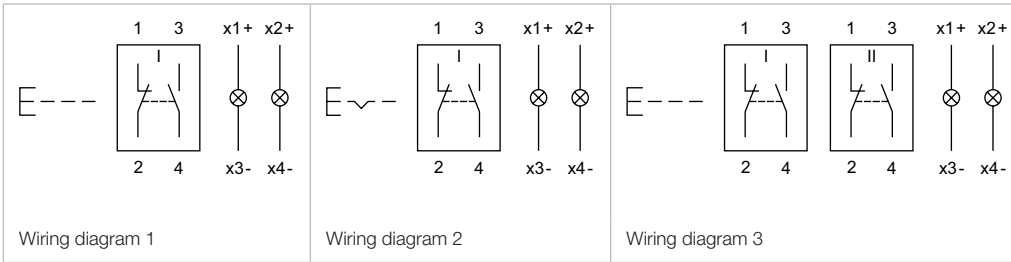 1 3 x1+ x2+
I
2 4 x3- x4-
Wiring diagram 1
1 3 x1+ x2+
I
2 4 x3- x4-
Wiring diagram 2
1 3 1 3 x1+ x2+
I II
2 4 2 4 x3- x4-
Wiring diagram 3